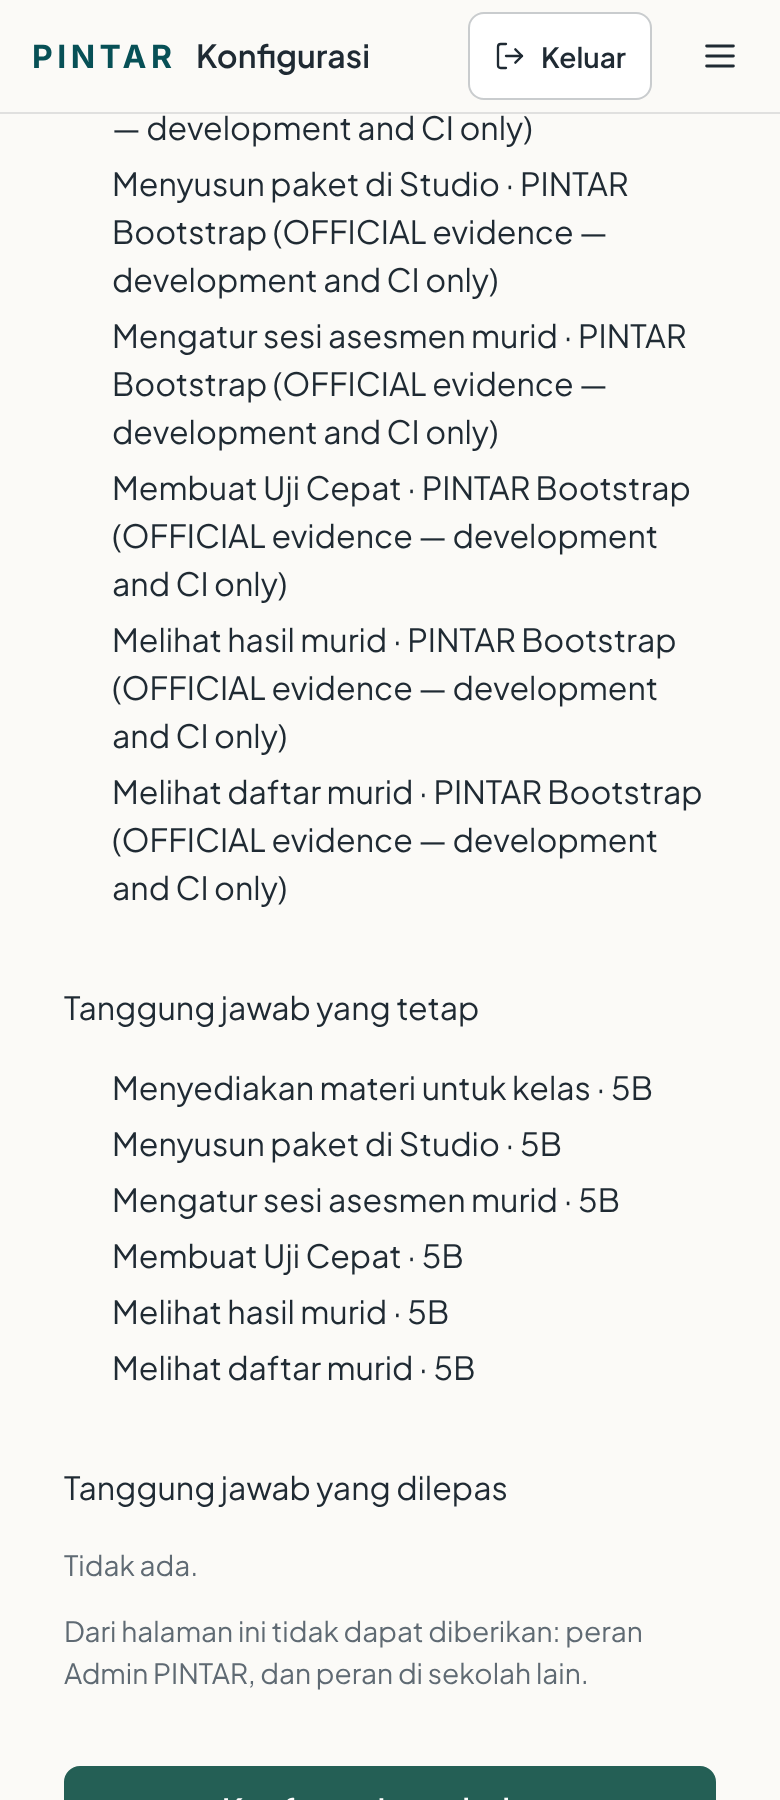 PINTAR Konfigurasi
Keluar
— development and CI only)
Menyusun paket di Studio · PINTAR
Bootstrap (OFFICIAL evidence —
development and CI only)
Mengatur sesi asesmen murid · PINTAR
Bootstrap (OFFICIAL evidence —
development and CI only)
Membuat Uji Cepat · PINTAR Bootstrap
(OFFICIAL evidence — development
and CI only)
Melihat hasil murid · PINTAR Bootstrap
(OFFICIAL evidence — development
and CI only)
Melihat daftar murid · PINTAR Bootstrap
(OFFICIAL evidence — development
and CI only)
Tanggung jawab yang tetap
Menyediakan materi untuk kelas · 5B
Menyusun paket di Studio · 5B
Mengatur sesi asesmen murid · 5B
Membuat Uji Cepat · 5B
Melihat hasil murid · 5B
Melihat daftar murid · 5B
Tanggung jawab yang dilepas
Tidak ada.
Dari halaman ini tidak dapat diberikan: peran
Admin PINTAR, dan peran di sekolah lain.